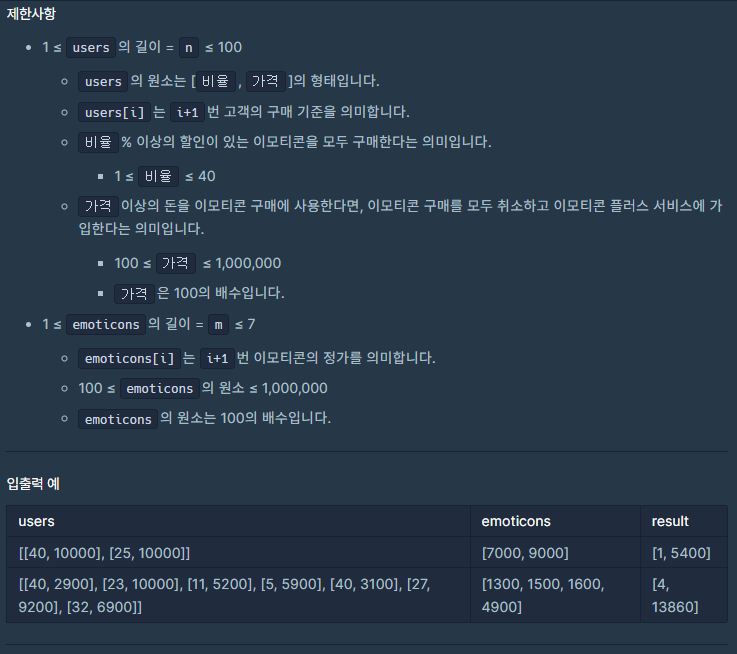 제한사항
1 ≤ users 의 길이 = n ≤ 100
users 의 원소는 [ 비율 , 가격 ]의 형태입니다.
users[i] 는 i+1 번 고객의 구매 기준을 의미합니다.
비율 % 이상의 할인이 있는 이모티콘을 모두 구매한다는 의미입니다.
1 ≤ 비율 ≤ 40
가격 이상의 돈을 이모티콘 구매에 사용한다면, 이모티콘 구매를 모두 취소하고 이모티콘 플러스 서비스에 가
입한다는 의미입니다.
100 ≤ 가격 ≤ 1,000,000
가격 은 100의 배수입니다.
1 ≤ emoticons 의 길이 = m ≤ 7
emoticons[i] 는 i+1 번 이모티콘의 정가를 의미합니다.
100 ≤ emoticons 의 원소 ≤ 1,000,000
emoticons 의 원소는 100의 배수입니다.
입출력 예
users emoticons result
[[40, 10000], [25, 10000]] [7000, 9000] [1, 5400]
[[40, 2900], [23, 10000], [11, 5200], [5, 5900], [40, 3100], [27, [1300, 1500, 1600, [4,
9200], [32, 6900]] 4900] 13860]